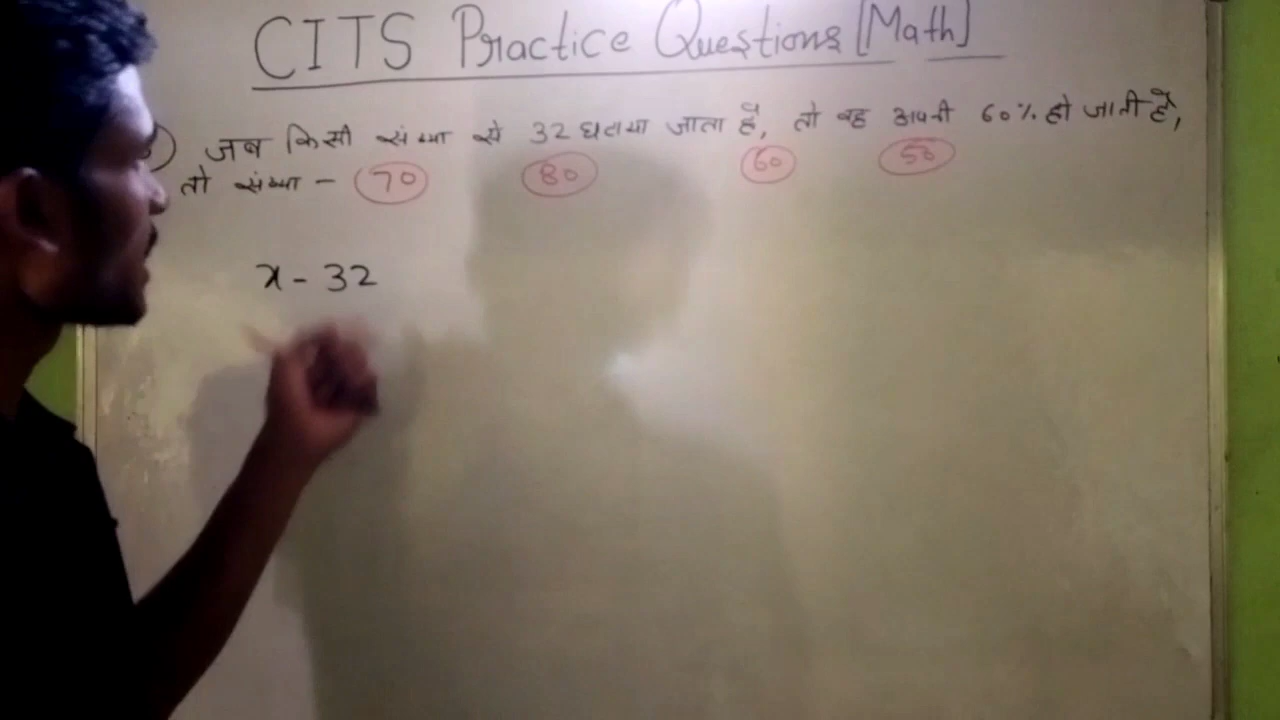 CITS Practice Questions [Math]
जब किसी संख्या से 32 घटाया जाता है, तो वह अपनी 60% हो जाती है,
तो संख्या - 70 80 60 50
x - 32